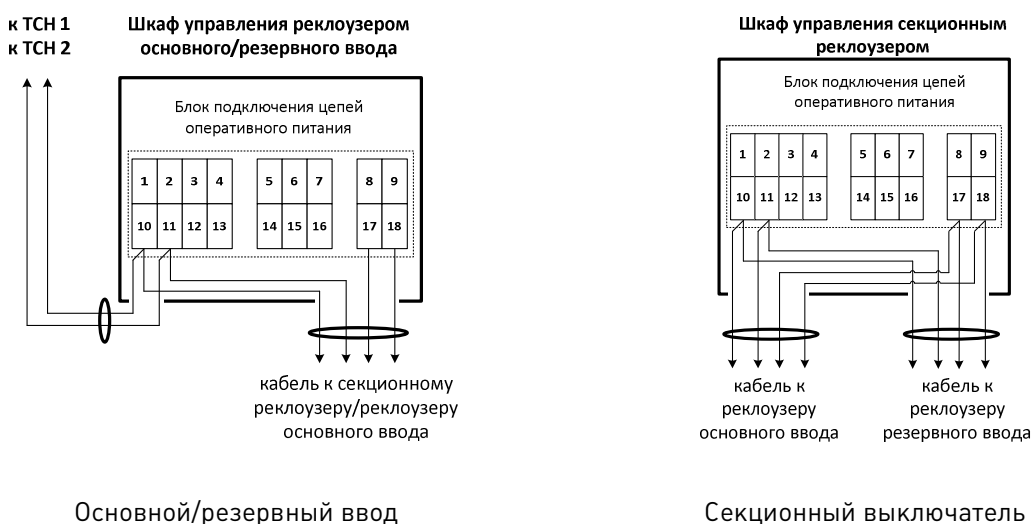 к ТСН 1
к ТСН 2
Шкаф управления реклоузером
основного/резервного ввода
Блок подключения цепей
оперативного питания
1 2 3 4 5 6 7 8 9
10 11 12 13 14 15 16 17 18
кабель к секционному
реклоузеру/реклоузеру
основного ввода
Основной/резервный ввод
Шкаф управления секционным
реклоузером
Блок подключения цепей
оперативного питания
1 2 3 4 5 6 7 8 9
10 11 12 13 14 15 16 17 18
кабель к
реклоузеру
основного ввода
кабель к
реклоузеру
резервного ввода
Секционный выключатель